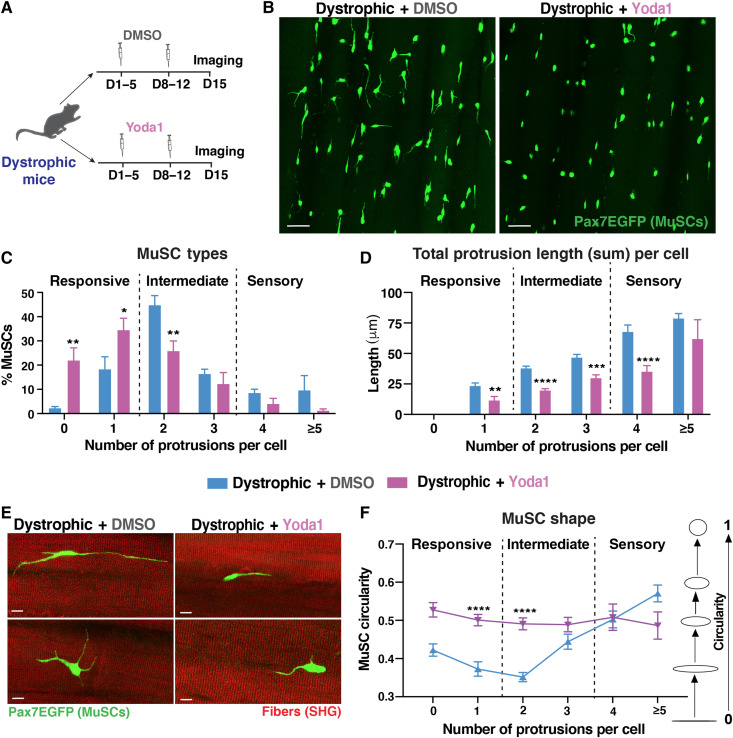 A
DMSO
Imaging
D1–5 D8–12 D15
Yoda1
Imaging
D1–5 D8–12 D15
Dystrophic
mice
B
Dystrophic + DMSO
Dystrophic + Yoda1
Pax7EGFP (MuSCs)
C
MuSC types
Responsive Intermediate Sensory
% MuSCs
50
40
30
20
10
0
** * **
0 1 2 3 4 ≥5
Number of protrusions per cell
D
Total protrusion length (sum) per cell
Responsive Intermediate Sensory
Length (μm)
100
75
50
25
0
** **** *** ****
0 1 2 3 4 ≥5
Number of protrusions per cell
Dystrophic + DMSO Dystrophic + Yoda1
E
Dystrophic + DMSO
Dystrophic + Yoda1
Pax7EGFP (MuSCs)
Fibers (SHG)
F
MuSC shape
Responsive Intermediate Sensory
MuSC circularity
0.7
0.6
0.5
0.4
0.3
**** ****
0 1 2 3 4 ≥5
Number of protrusions per cell
1
Circularity
0